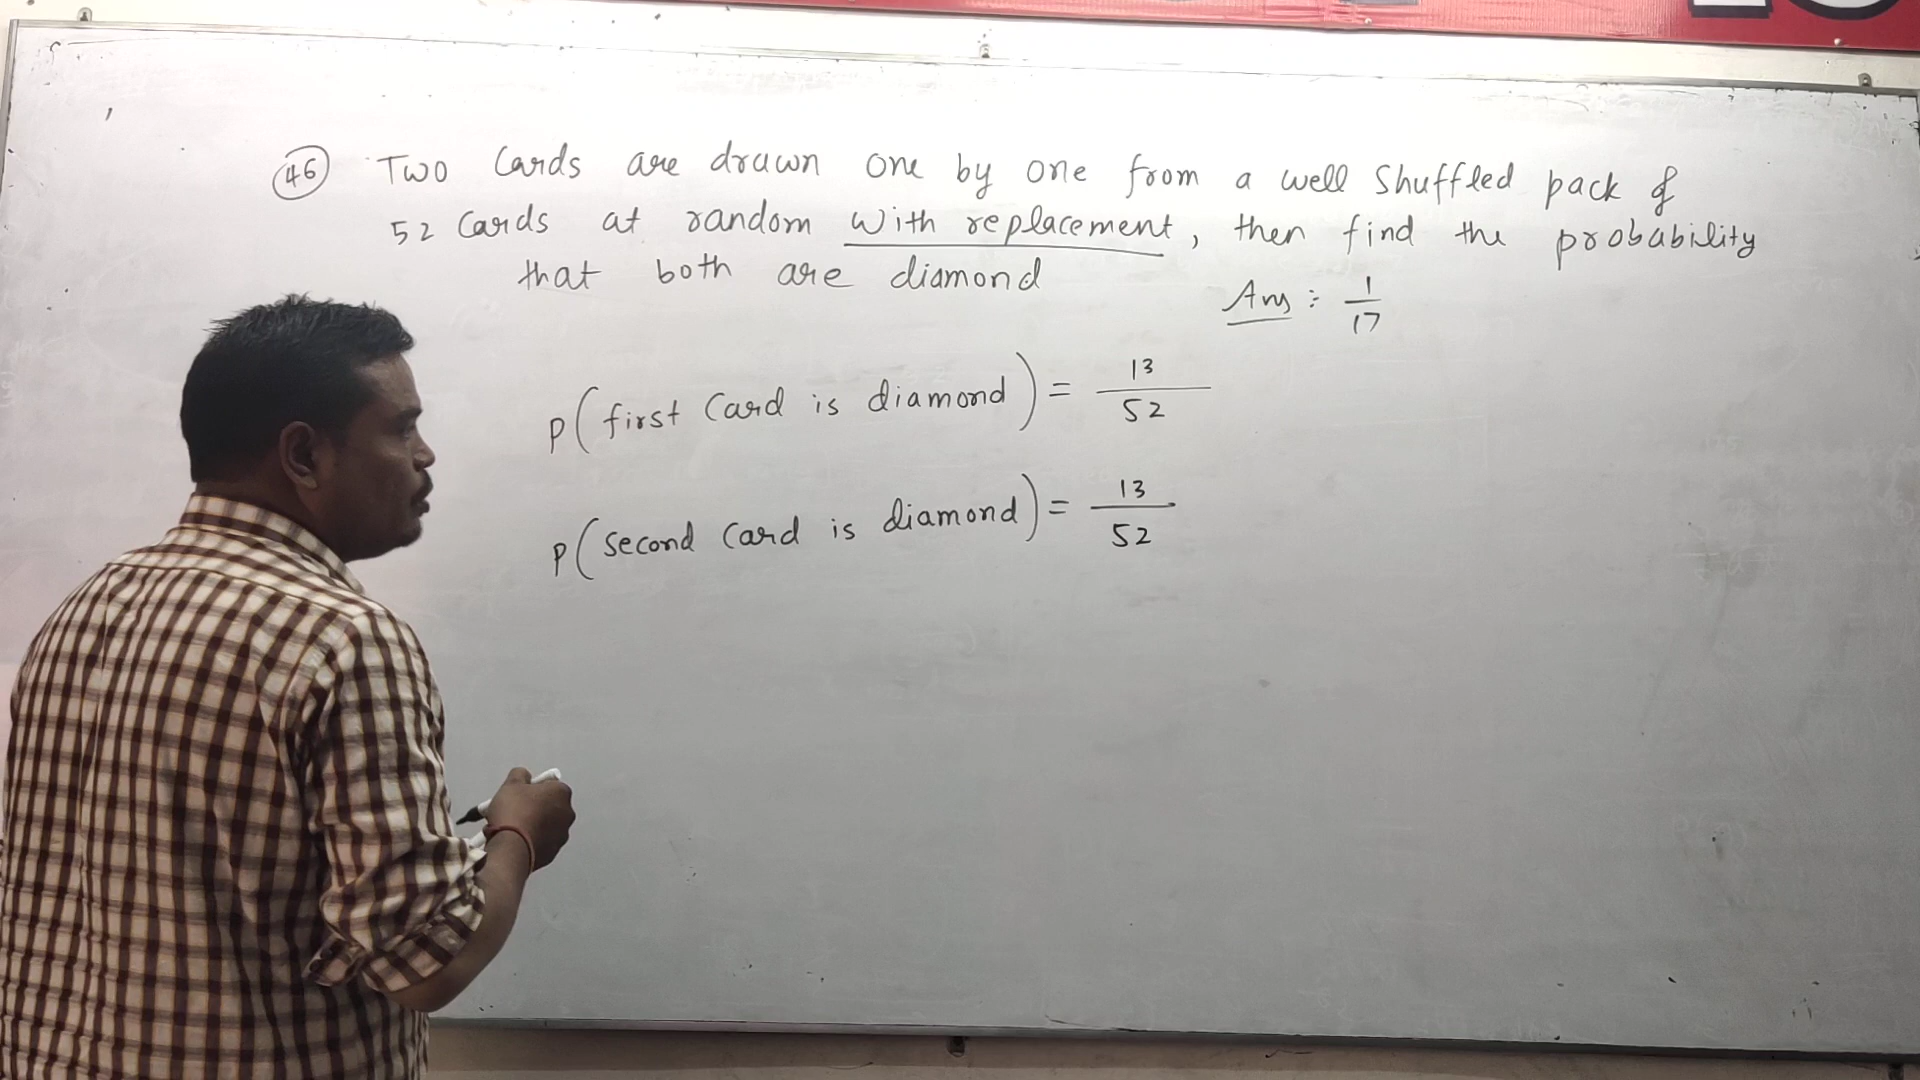 46 Two Cards are drawn one by one from a well Shuffled pack of
52 Cards at random with replacement, then find the probability
that both are diamond
Ans : 1/17
P(first Card is diamond) = 13/52
P(second Card is diamond) = 13/52